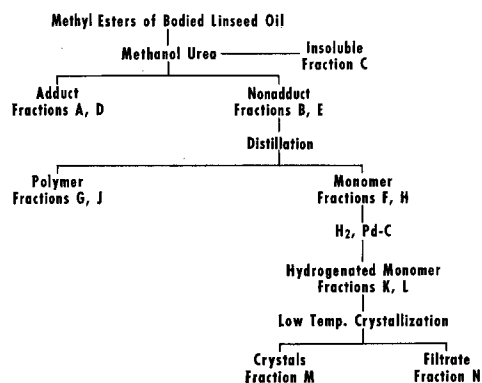 Methyl Esters of Bodied Linseed Oil
Methanol Urea
Insoluble
Fraction C
Adduct
Fractions A, D
Nonadduct
Fractions B, E
Distillation
Polymer
Fractions G, J
Monomer
Fractions F, H
H₂, Pd-C
Hydrogenated Monomer
Fractions K, L
Low Temp. Crystallization
Crystals
Fraction M
Filtrate
Fraction N